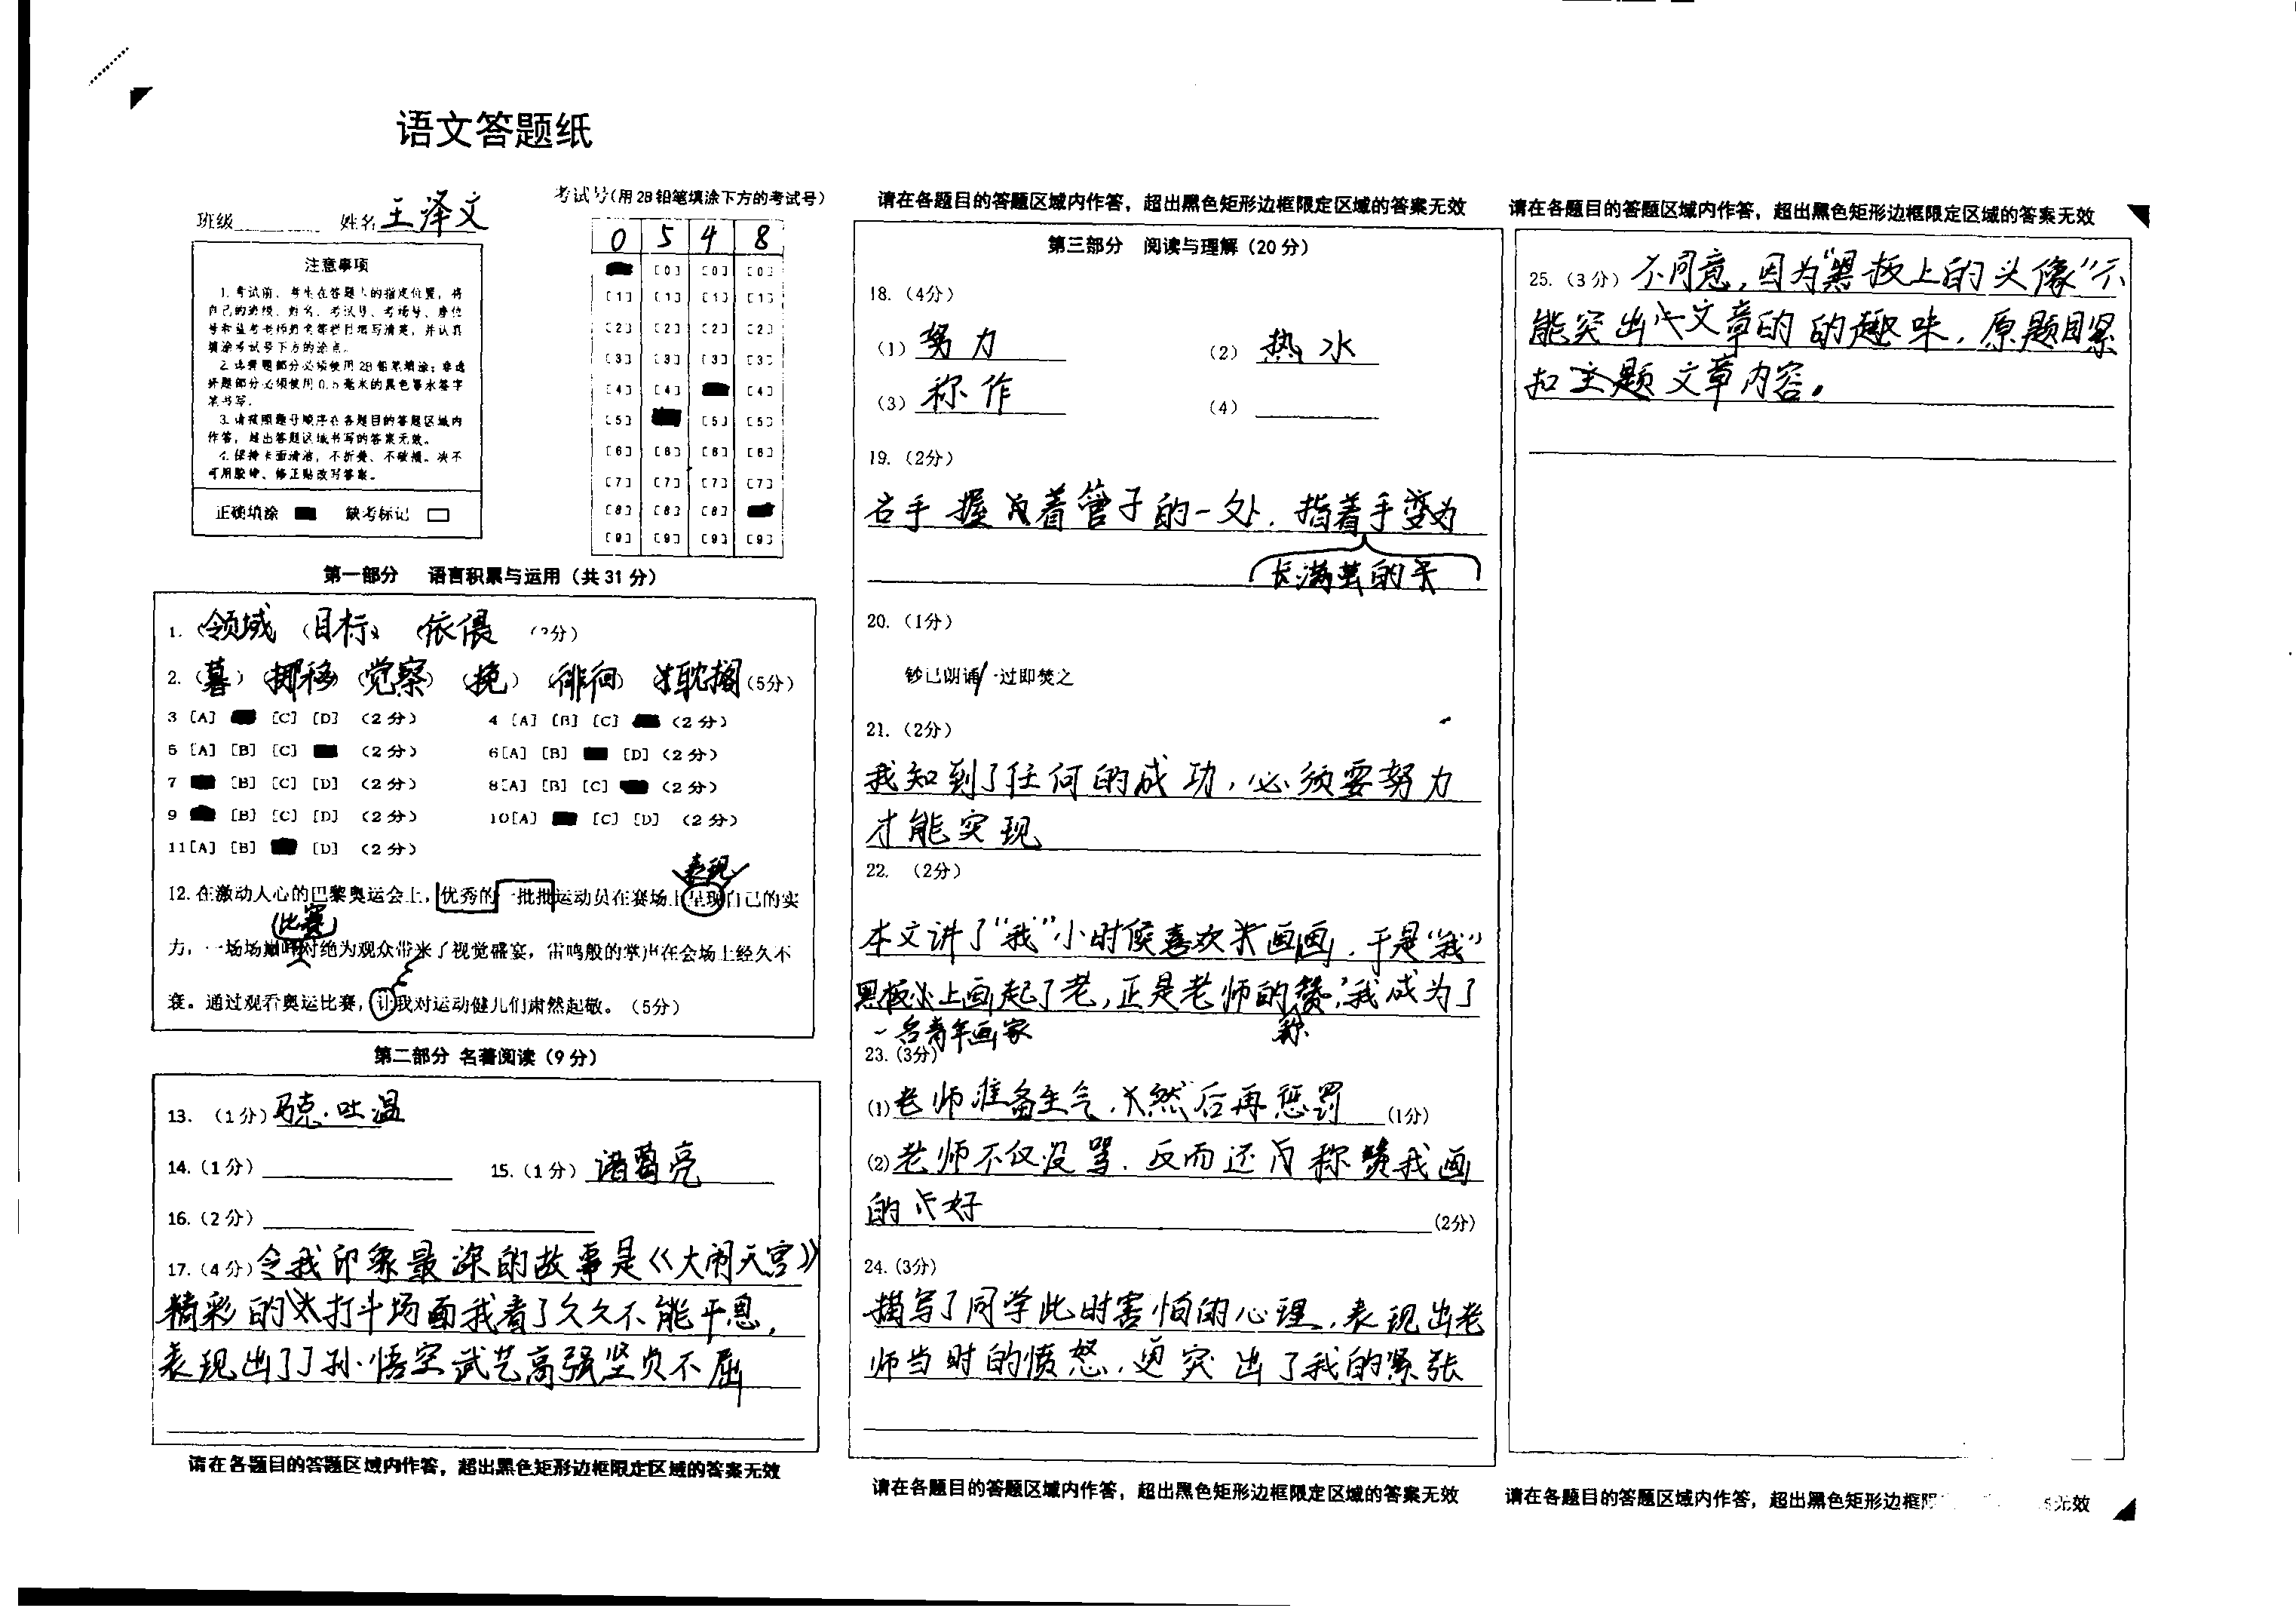 语文答题纸
班级 姓名 王泽文
考试号(用2B铅笔填涂下方的考试号)
0 5 4 8
[0] [0] [0]
[1] [1] [1] [1]
[2] [2] [2] [2]
[3] [3] [3] [3]
[4] [4] [4]
[5] [5] [5]
[6] [6] [6] [6]
[7] [7] [7] [7]
[8] [8] [8]
[9] [9] [9] [9]
注意事项
1. 考试前,考生在答题卡的指定位置,将
自己的班级、姓名、考试号、考场号、座位
号和监考老师姓名等栏目填写清楚,并认真
填涂考试号下方的涂点。
2. 选择题部分必须使用2B铅笔填涂;非选
择题部分必须使用0.5毫米的黑色墨水签字
笔书写。
3. 请按照题号顺序在各题目的答题区域内
作答,超出答题区域书写的答案无效。
4. 保持卡面清洁,不折叠、不破损。决不
可用胶带、修正贴改写答案。
正确填涂 缺考标记
第一部分 语言积累与运用(共31分)
1. (领域) (目标) (依偎) (3分)
2. (暮) (挪移) (觉察) (挽) (徘徊) (耽搁) (5分)
3 [A] [C] [D] (2分) 4 [A] [B] [C] (2分)
5 [A] [B] [C] (2分) 6 [A] [B] [D] (2分)
7 [B] [C] [D] (2分) 8 [A] [B] [C] (2分)
9 [B] [C] [D] (2分) 10 [A] [C] [D] (2分)
11 [A] [B] [D] (2分)
表现
12. 在激动人心的巴黎奥运会上,优秀的一批批运动员在赛场上呈现自己的实
(比赛)
力,一场场巅峰对绝为观众带来了视觉盛宴,雷鸣般的掌声在会场上经久不
衰。通过观看奥运比赛,让我对运动健儿们肃然起敬。(5分)
第二部分 名著阅读(9分)
13. (1分) 马克·吐温
14. (1分) 15. (1分) 诸葛亮
16. (2分)
17. (4分) 令我印象最深的故事是《大闹天宫》
精彩的打斗场面我看了久久不能平息,
表现出了孙悟空武艺高强坚贞不屈
请在各题目的答题区域内作答,超出黑色矩形边框限定区域的答案无效
请在各题目的答题区域内作答,超出黑色矩形边框限定区域的答案无效
第三部分 阅读与理解(20分)
18. (4分)
(1) 努力 (2) 热水
(3) 称作 (4)
19. (2分)
右手握着管子的一处,指着手变为
长满茧的手
20. (1分)
钞已朗诵/一过即焚之
21. (2分)
我知到了任何的成功,必须要努力
才能实现
22. (2分)
本文讲了“我”小时候喜欢画画,于是“我”
黑板上画起了老,正是老师的赞,我成为了
称
一名青年画家
23. (3分)
(1) 老师准备生气,然后再惩罚 (1分)
(2) 老师不仅没骂,反而还称赞我画
的好 (2分)
24. (3分)
描写了同学此时害怕的心理,表现出老
师当时的愤怒,更突出了我的紧张
请在各题目的答题区域内作答,超出黑色矩形边框限定区域的答案无效
请在各题目的答题区域内作答,超出黑色矩形边框限定区域的答案无效
25. (3分) 不同意,因为“黑板上的头像”不
能突出文章的的趣味,原题目紧
扣主题文章内容。
请在各题目的答题区域内作答,超出黑色矩形边框 无效